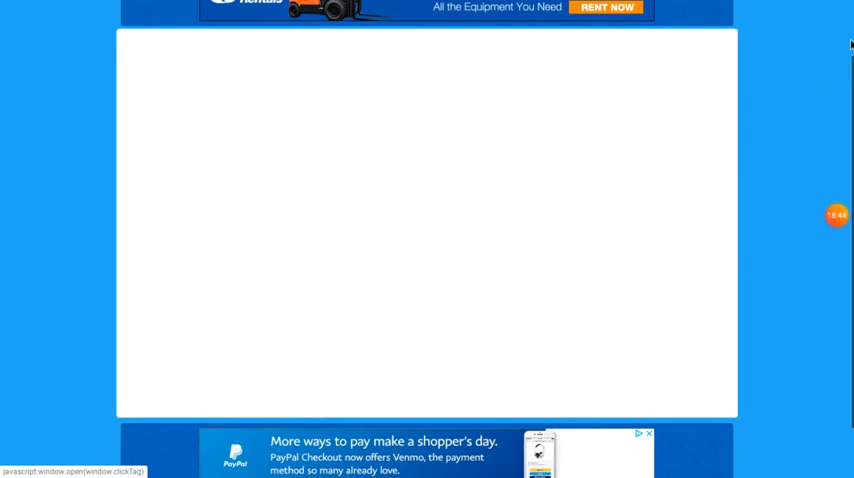 Rentals
All the Equipment You Need
RENT NOW
18:44
More ways to pay make a shopper's day.
PayPal Checkout now offers Venmo, the payment
method so many already love.
PayPal
javascript:window.open(window.clickTag)